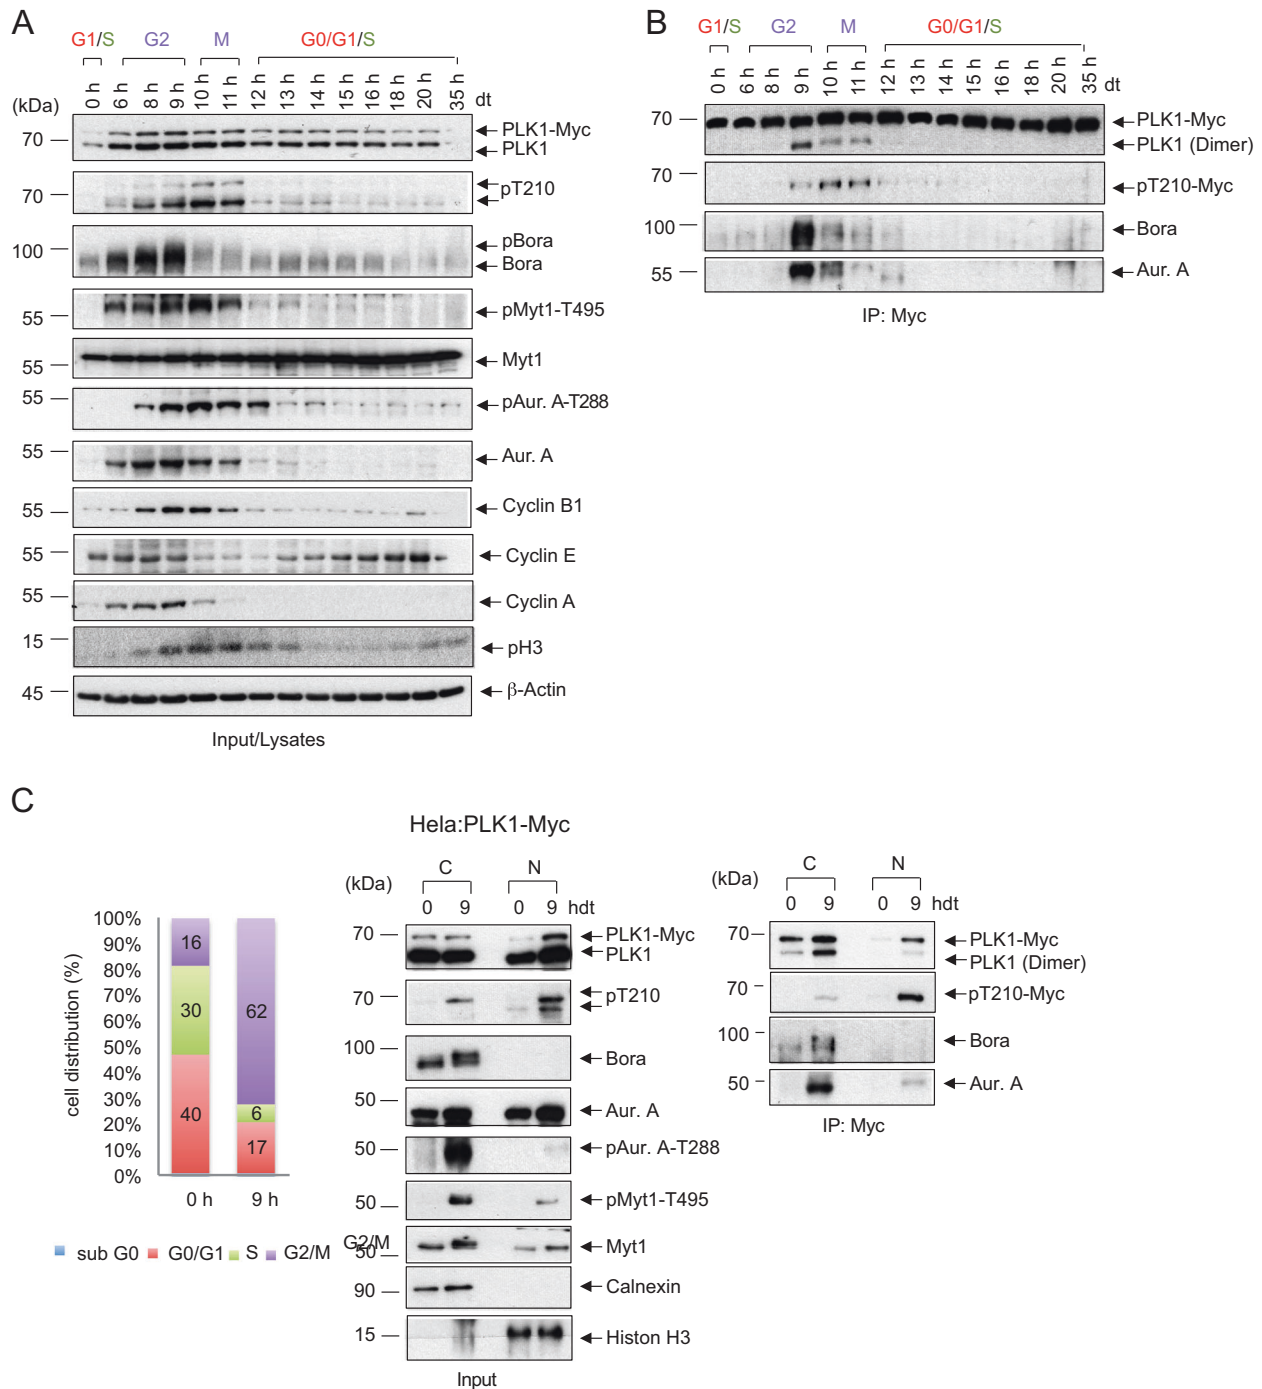 A
G1/S G2 M G0/G1/S
0 h 6 h 8 h 9 h 10 h 11 h 12 h 13 h 14 h 15 h 16 h 18 h 20 h 35 h dt
(kDa)
70 PLK1-Myc
PLK1
70 pT210
100 pBora
Bora
55 pMyt1-T495
55 Myt1
55 pAur. A-T288
55 Aur. A
55 Cyclin B1
55 Cyclin E
55 Cyclin A
15 pH3
45 β-Actin
Input/Lysates
B
G1/S G2 M G0/G1/S
0 h 6 h 8 h 9 h 10 h 11 h 12 h 13 h 14 h 15 h 16 h 18 h 20 h 35 h dt
70 PLK1-Myc
PLK1 (Dimer)
70 pT210-Myc
100 Bora
55 Aur. A
IP: Myc
C
cell distribution (%)
100%
90%
80%
70%
60%
50%
40%
30%
20%
10%
0%
16
30
40
62
6
17
0 h 9 h
sub G0 G0/G1 S G2/M
Hela:PLK1-Myc
C N
(kDa)
0 9 0 9 hdt
70 PLK1-Myc
PLK1
70 pT210
100 Bora
50 Aur. A
50 pAur. A-T288
50 pMyt1-T495
G2/M
50 Myt1
90 Calnexin
15 Histon H3
Input
C N
(kDa)
0 9 0 9 hdt
70 PLK1-Myc
PLK1 (Dimer)
70 pT210-Myc
100 Bora
50 Aur. A
IP: Myc